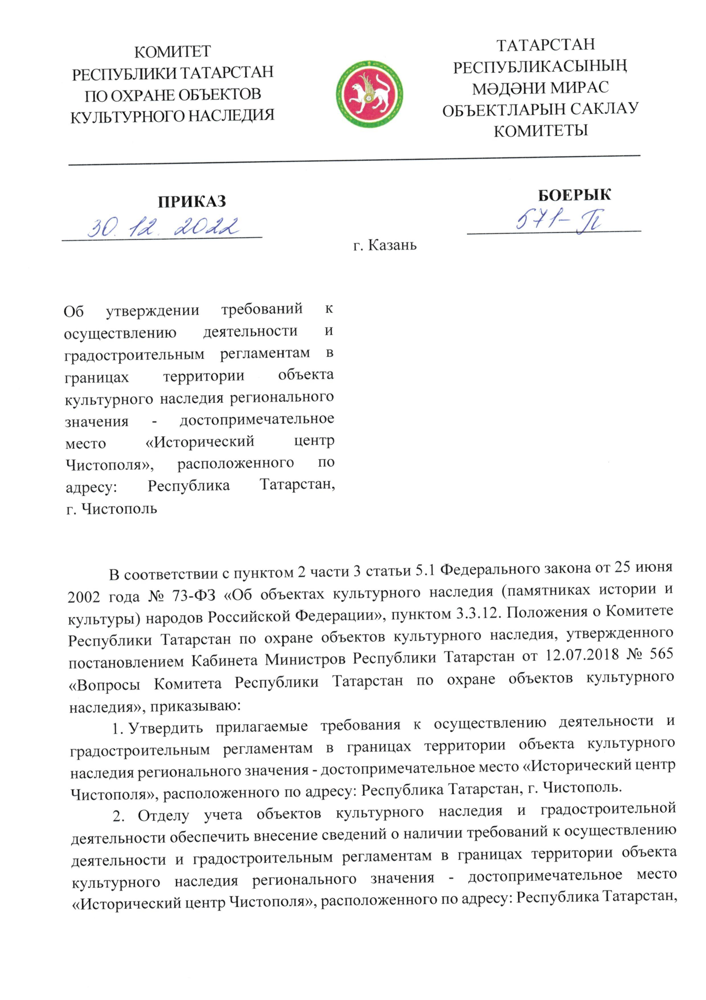 КОМИТЕТ
РЕСПУБЛИКИ ТАТАРСТАН
ПО ОХРАНЕ ОБЪЕКТОВ
КУЛЬТУРНОГО НАСЛЕДИЯ
ТАТАРСТАН
РЕСПУБЛИКАСЫНЫҢ
МӘДӘНИ МИРАС
ОБЪЕКТЛАРЫН САКЛАУ
КОМИТЕТЫ
ПРИКАЗ
БОЕРЫК
30.12.2022
571-П
г. Казань
Об утверждении требований к
осуществлению деятельности и
градостроительным регламентам в
границах территории объекта
культурного наследия регионального
значения - достопримечательное
место «Исторический центр
Чистополя», расположенного по
адресу: Республика Татарстан,
г. Чистополь
В соответствии с пунктом 2 части 3 статьи 5.1 Федерального закона от 25 июня
2002 года № 73-ФЗ «Об объектах культурного наследия (памятниках истории и
культуры) народов Российской Федерации», пунктом 3.3.12. Положения о Комитете
Республики Татарстан по охране объектов культурного наследия, утвержденного
постановлением Кабинета Министров Республики Татарстан от 12.07.2018 № 565
«Вопросы Комитета Республики Татарстан по охране объектов культурного
наследия», приказываю:
1. Утвердить прилагаемые требования к осуществлению деятельности и
градостроительным регламентам в границах территории объекта культурного
наследия регионального значения - достопримечательное место «Исторический центр
Чистополя», расположенного по адресу: Республика Татарстан, г. Чистополь.
2. Отделу учета объектов культурного наследия и градостроительной
деятельности обеспечить внесение сведений о наличии требований к осуществлению
деятельности и градостроительным регламентам в границах территории объекта
культурного наследия регионального значения - достопримечательное место
«Исторический центр Чистополя», расположенного по адресу: Республика Татарстан,